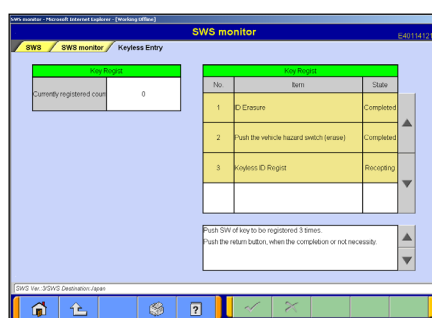 SWS monitor - Microsoft Internet Explorer - [Working Offline]
SWS monitor
E40114121
SWS
SWS monitor
Keyless Entry
Key Regist
Currently registered coun
0
Key Regist
No.
Item
State
1
ID Erasure
Completed
2
Push the vehicle hazard switch (erase)
Completed
3
Keyless ID Regist
Recepting
Push SW of key to be registered 3 times.
Push the return button, when the completion or not necessity.
SWS Ver. 3/SWS Destination:Japan
?